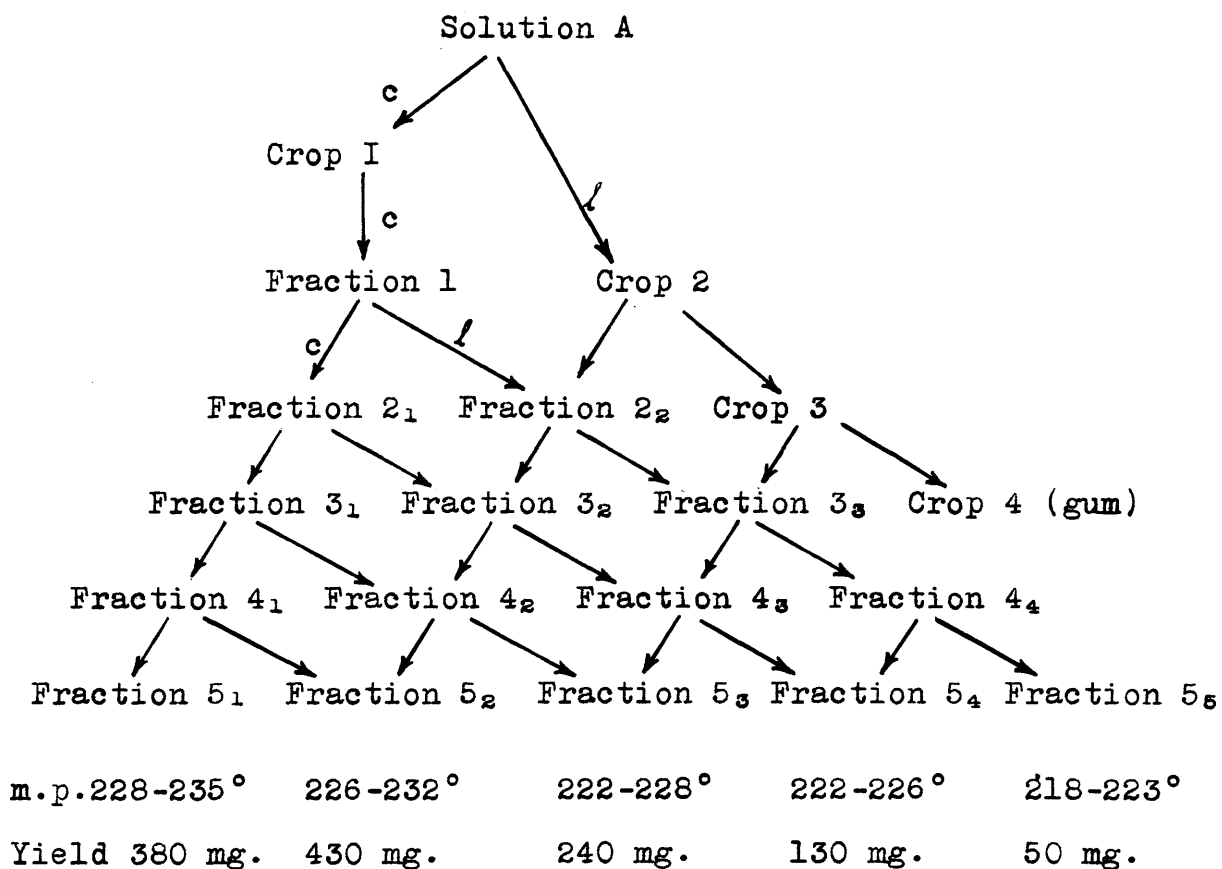 Solution A
c
Crop I
l
c
Fraction 1 Crop 2
c l
Fraction 2₁ Fraction 2₂ Crop 3
Fraction 3₁ Fraction 3₂ Fraction 3₃ Crop 4 (gum)
Fraction 4₁ Fraction 4₂ Fraction 4₃ Fraction 4₄
Fraction 5₁ Fraction 5₂ Fraction 5₃ Fraction 5₄ Fraction 5₅
m.p.228-235° 226-232° 222-228° 222-226° 218-223°
Yield 380 mg. 430 mg. 240 mg. 130 mg. 50 mg.